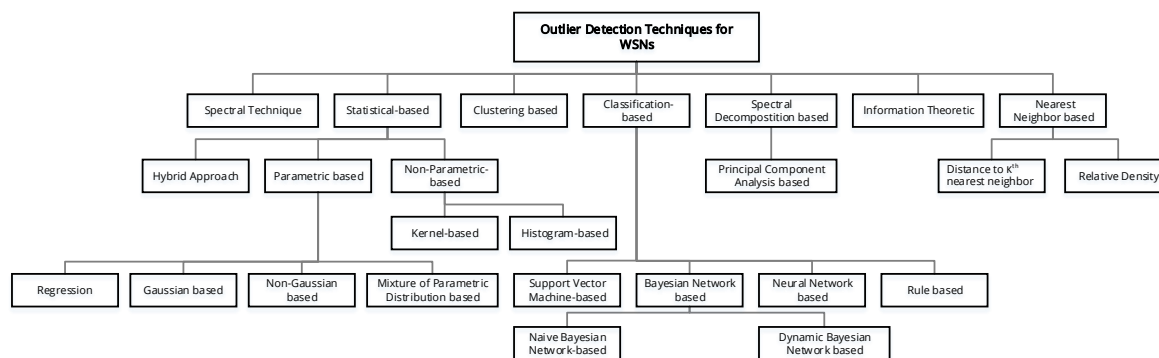 Outlier Detection Techniques for
WSNs
Spectral Technique
Statistical-based
Clustering based
Classification-
based
Spectral
Decompostition based
Information Theoretic
Nearest
Neighbor based
Hybrid Approach
Parametric based
Non-Parametric-
based
Principal Component
Analysis based
Distance to Kth
nearest neighbor
Relative Density
Kernel-based
Histogram-based
Regression
Gaussian based
Non-Gaussian
based
Mixture of Parametric
Distribution based
Support Vector
Machine-based
Bayesian Network
based
Neural Network
based
Rule based
Naive Bayesian
Network-based
Dynamic Bayesian
Network based